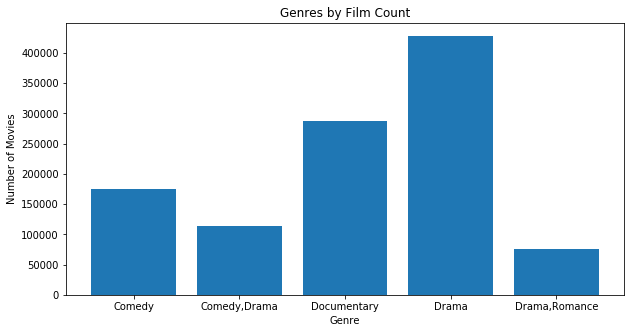 Genres by Film Count
Number of Movies
400000
350000
300000
250000
200000
150000
100000
50000
0
Comedy Comedy,Drama Documentary Drama Drama,Romance
Genre